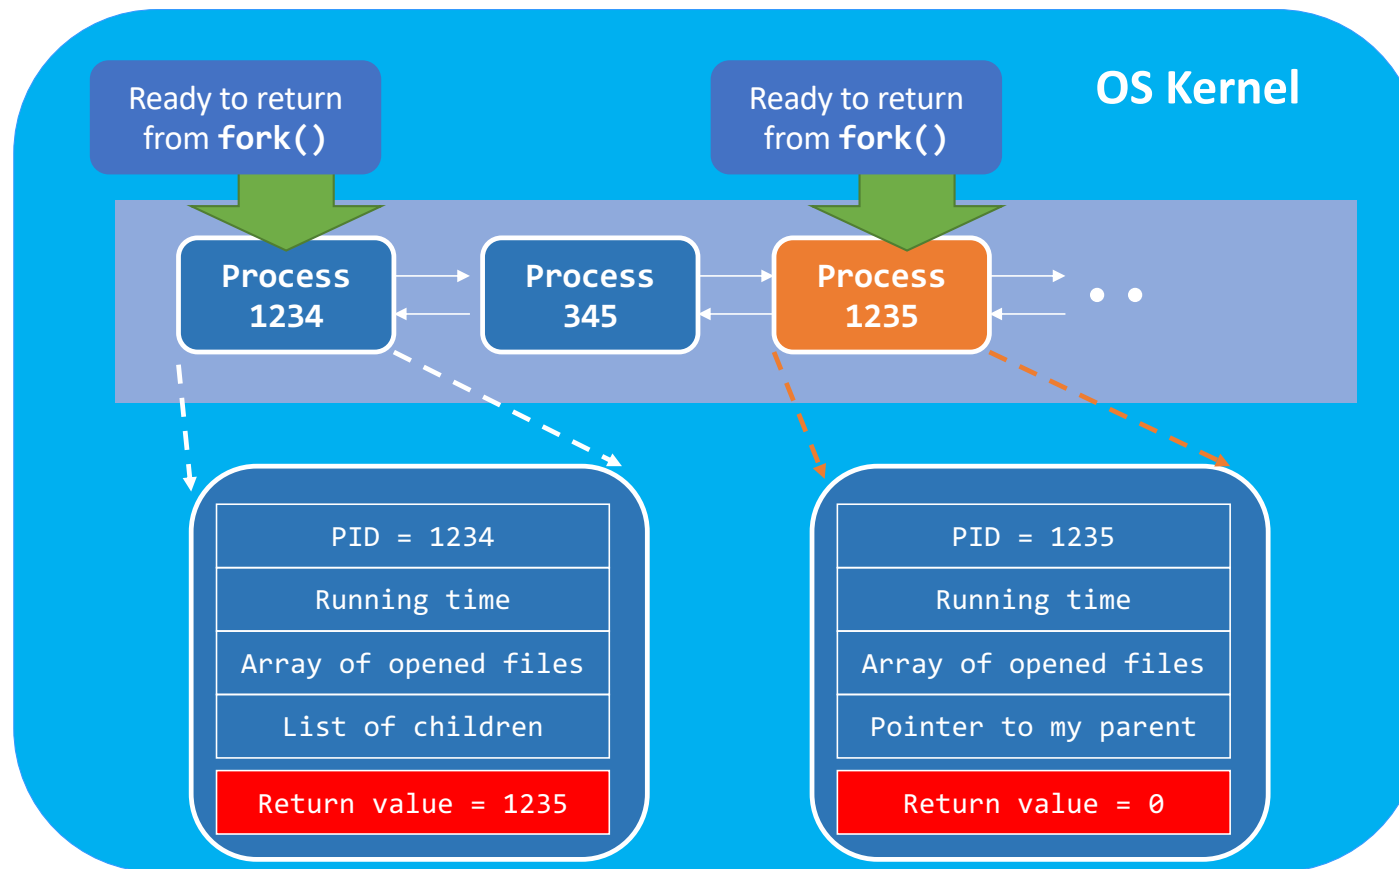 Ready to return
from fork()
Ready to return
from fork()
OS Kernel
Process
1234
Process
345
Process
1235
PID = 1234
Running time
Array of opened files
List of children
Return value = 1235
PID = 1235
Running time
Array of opened files
Pointer to my parent
Return value = 0